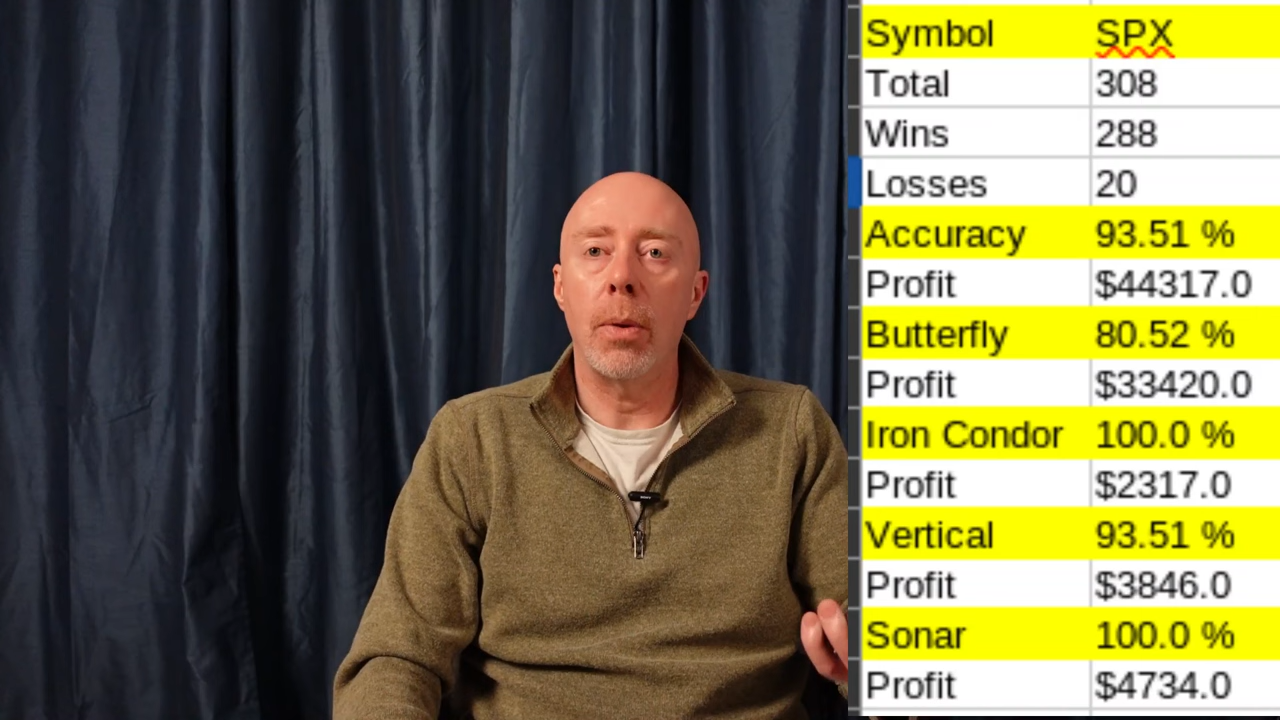 Symbol SPX
Total 308
Wins 288
Losses 20
Accuracy 93.51 %
Profit $44317.0
Butterfly 80.52 %
Profit $33420.0
Iron Condor 100.0 %
Profit $2317.0
Vertical 93.51 %
Profit $3846.0
Sonar 100.0 %
Profit $4734.0